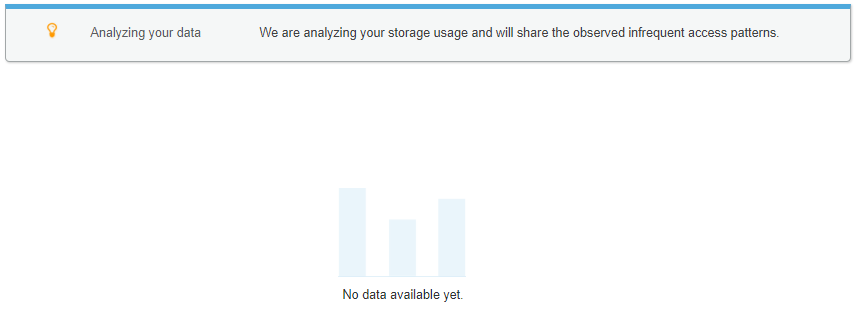 Analyzing your data We are analyzing your storage usage and will share the observed infrequent access patterns.
No data available yet.